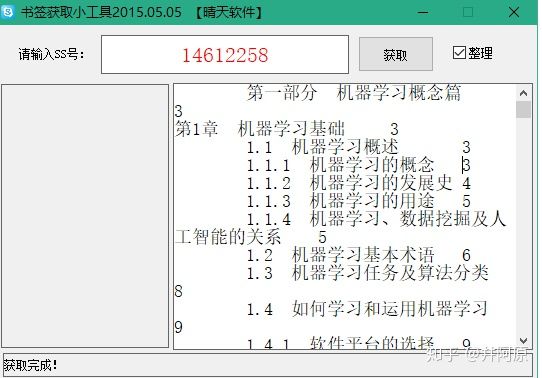 书签获取小工具2015.05.05 【晴天软件】
请输入SS号: 14612258 获取 整理
第一部分 机器学习概念篇
3
第1章 机器学习基础 3
1.1 机器学习概述 3
1.1.1 机器学习的概念 3
1.1.2 机器学习的发展史 4
1.1.3 机器学习的用途 5
1.1.4 机器学习、数据挖掘及人
工智能的关系 5
1.2 机器学习基本术语 6
1.3 机器学习任务及算法分类
8
1.4 如何学习和运用机器学习
9
1.4.1 软件平台的选择 9
知乎 @井阿原
获取完成!